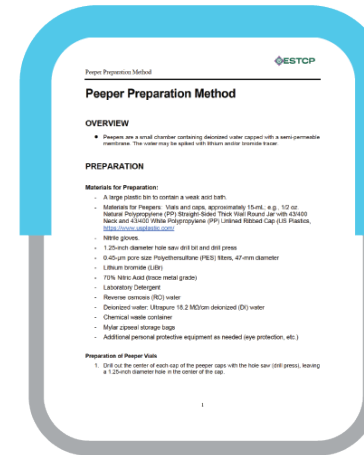 ESTCP
Peeper Preparation Method
Peeper Preparation Method
OVERVIEW
● Peepers are a small chamber containing deionized water capped with a semi-permeable
membrane. The water may be spiked with lithium and/or bromide tracer.
PREPARATION
Materials for Preparation:
- A large plastic bin to contain a weak acid bath.
- Materials for Peepers: Vials and caps, approximately 15-mL; e.g., 1/2 oz.
Natural Polypropylene (PP) Straight-Sided Thick Wall Round Jar with 43/400
Neck and 43/400 White Polypropylene (PP) Unlined Ribbed Cap (US Plastics,
https://www.usplastic.com/
- Nitrile gloves.
- 1.25-inch diameter hole saw drill bit and drill press
- 0.45-µm pore size Polyethersulfone (PES) filters, 47-mm diameter
- Lithium bromide (LiBr)
- 70% Nitric Acid (trace metal grade)
- Laboratory Detergent
- Reverse osmosis (RO) water
- Deionized water: Ultrapure 18.2 MΩ/cm deionized (DI) water
- Chemical waste container
- Mylar zipseal storage bags
- Additional personal protective equipment as needed (eye protection, etc.)
Preparation of Peeper Vials
1. Drill out the center of each cap of the peeper caps with the hole saw (drill press), leaving
a 1.25-inch diameter hole in the center of the cap.
1